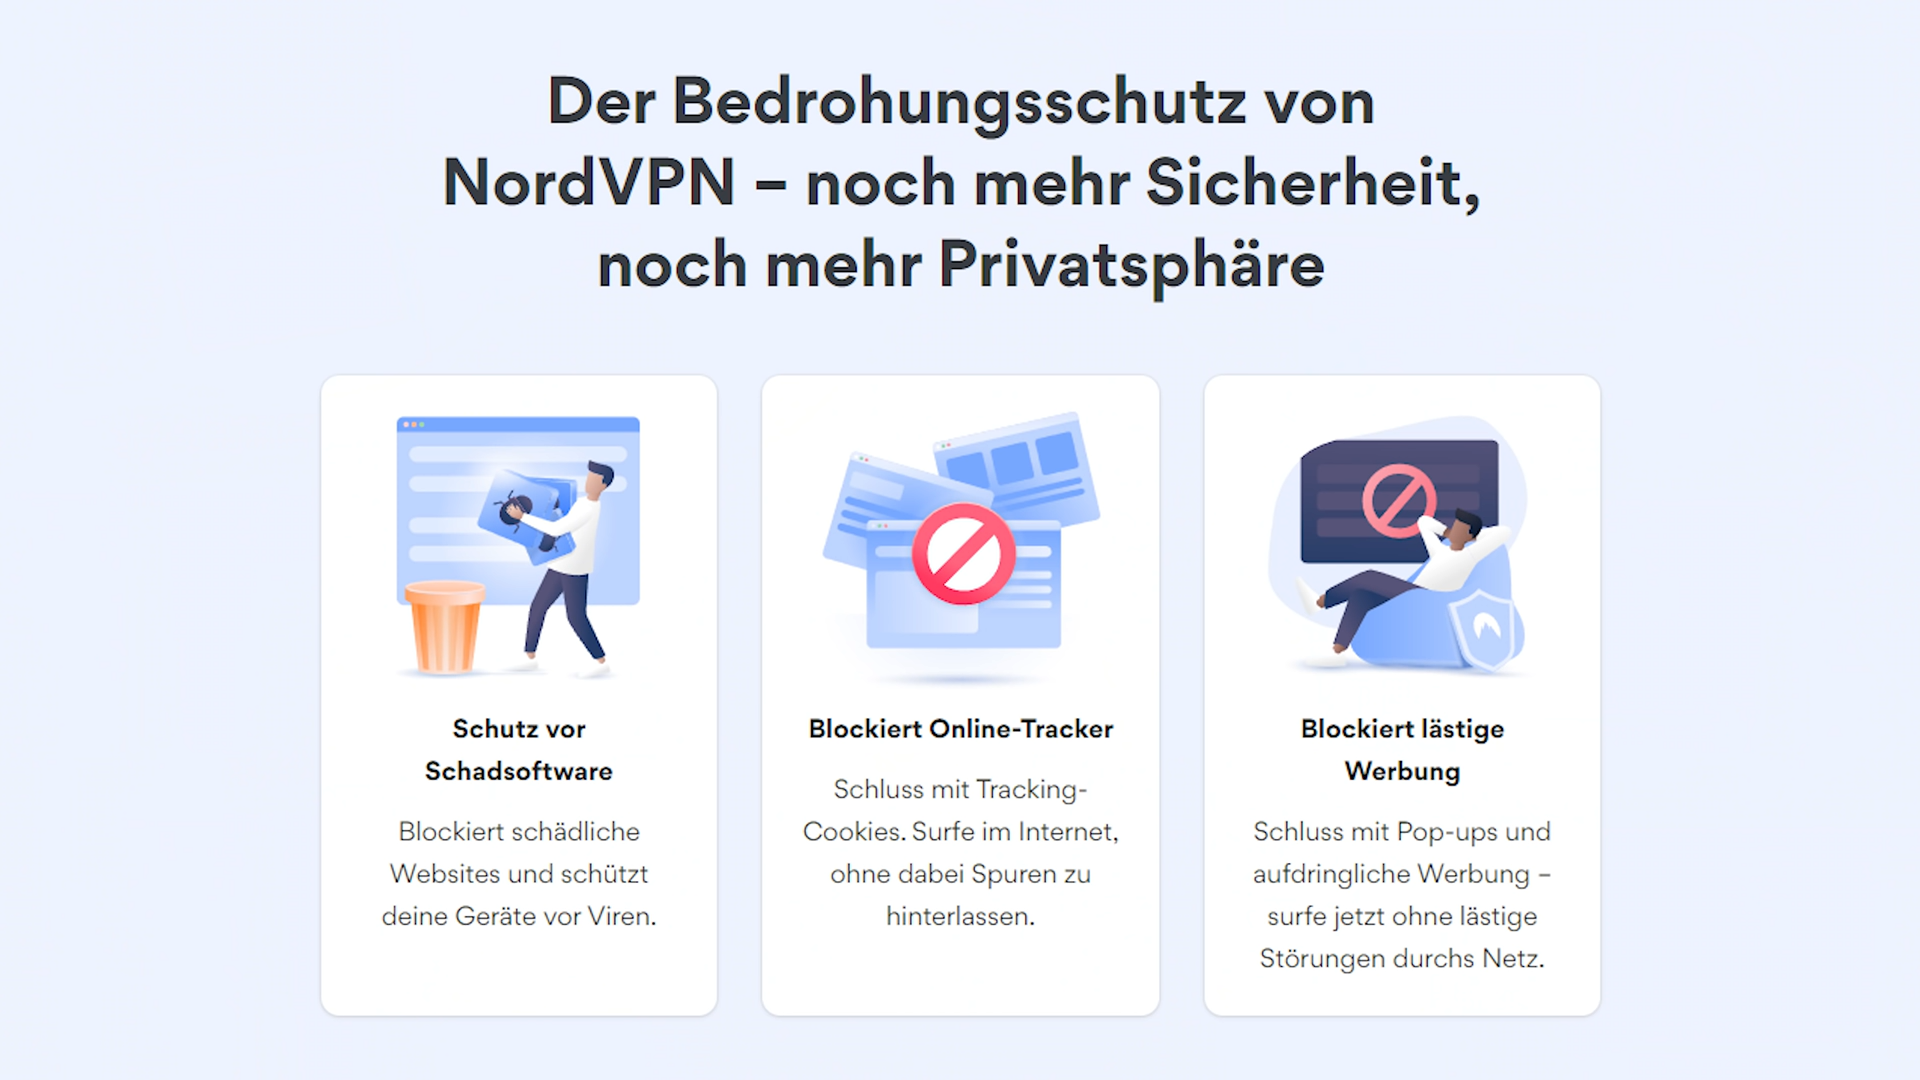 Der Bedrohungsschutz von
NordVPN – noch mehr Sicherheit,
noch mehr Privatsphäre
Schutz vor
Schadsoftware
Blockiert schädliche
Websites und schützt
deine Geräte vor Viren.
Blockiert Online-Tracker
Schluss mit Tracking-
Cookies. Surfe im Internet,
ohne dabei Spuren zu
hinterlassen.
Blockiert lästige
Werbung
Schluss mit Pop-ups und
aufdringliche Werbung –
surfe jetzt ohne lästige
Störungen durchs Netz.